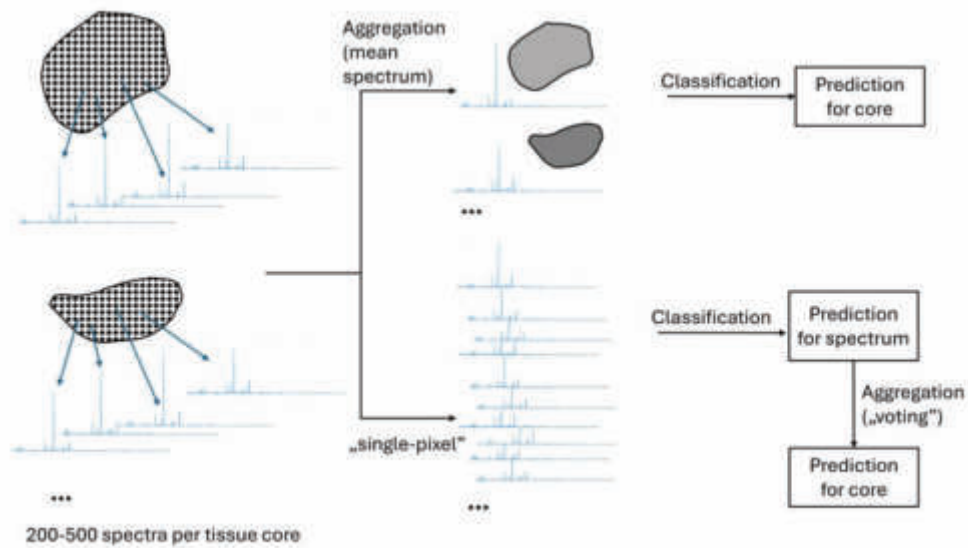 Aggregation
(mean
spectrum)
Classification
Prediction
for core
...
Classification
Prediction
for spectrum
Aggregation
(„voting”)
„single-pixel”
Prediction
for core
...
...
200-500 spectra per tissue core